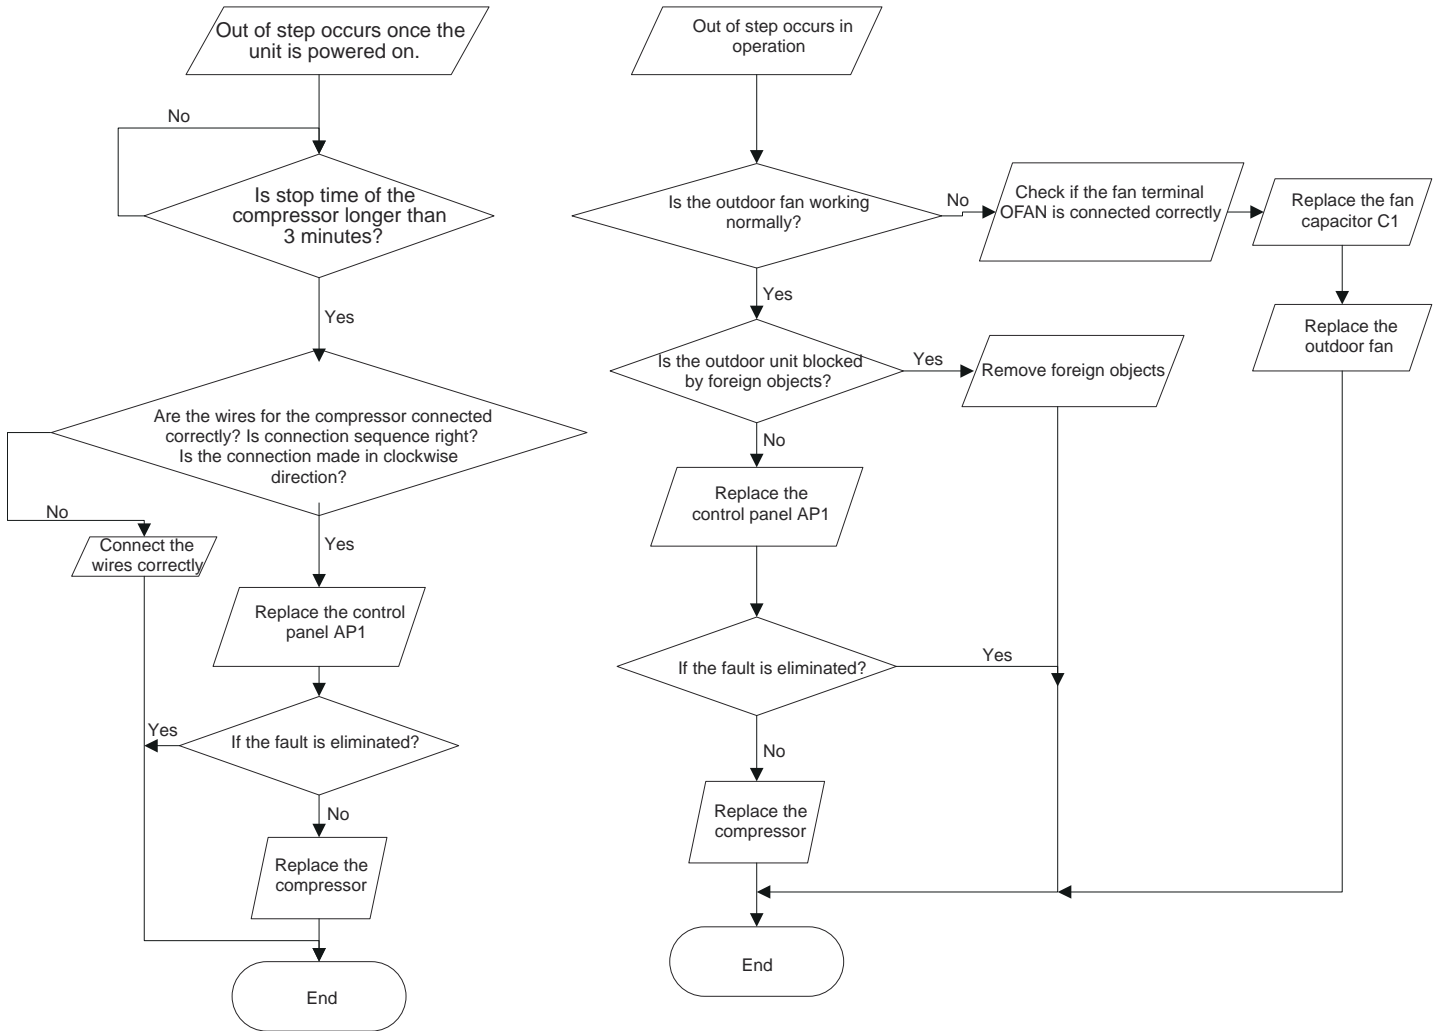 Out of step occurs once the
unit is powered on.
No
Is stop time of the
compressor longer than
3 minutes?
Yes
Are the wires for the compressor connected
correctly? Is connection sequence right?
Is the connection made in clockwise
direction?
No
Connect the
wires correctly
Yes
Replace the control
panel AP1
Yes
If the fault is eliminated?
No
Replace the
compressor
End
Out of step occurs in
operation
Is the outdoor fan working
normally?
No
Check if the fan terminal
OFAN is connected correctly
Replace the fan
capacitor C1
Replace the
outdoor fan
Yes
Is the outdoor unit blocked
by foreign objects?
Yes
Remove foreign objects
No
Replace the
control panel AP1
If the fault is eliminated?
Yes
No
Replace the
compressor
End